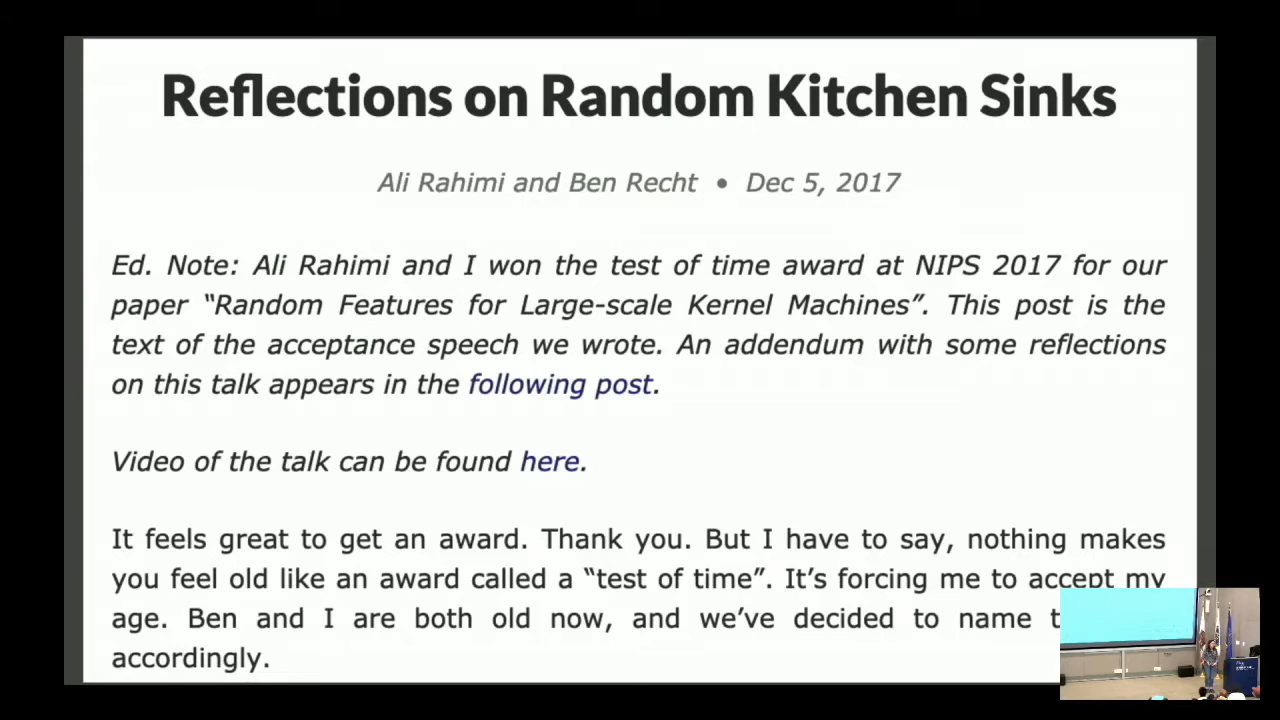 Reflections on Random Kitchen Sinks
Ali Rahimi and Ben Recht • Dec 5, 2017
Ed. Note: Ali Rahimi and I won the test of time award at NIPS 2017 for our
paper “Random Features for Large-scale Kernel Machines”. This post is the
text of the acceptance speech we wrote. An addendum with some reflections
on this talk appears in the following post.
Video of the talk can be found here.
It feels great to get an award. Thank you. But I have to say, nothing makes
you feel old like an award called a “test of time”. It’s forcing me to accept my
age. Ben and I are both old now, and we’ve decided to name
accordingly.